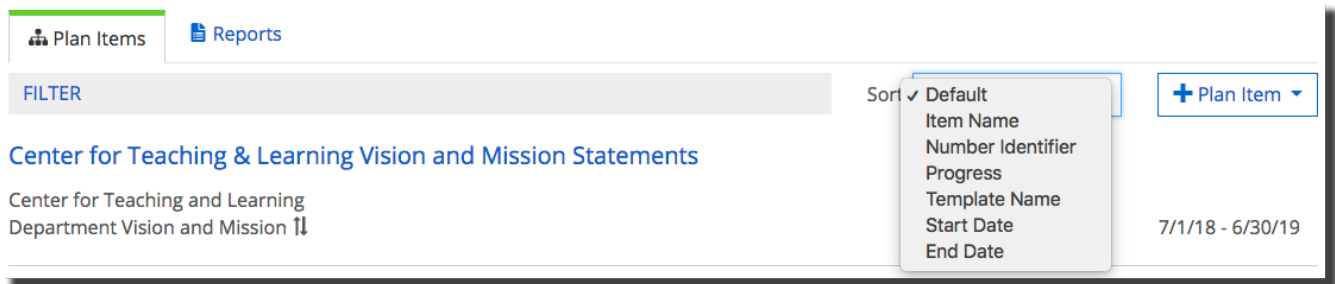 Plan Items
Reports
FILTER
Sort
✓ Default
Item Name
Number Identifier
Progress
Template Name
Start Date
End Date
+ Plan Item
Center for Teaching & Learning Vision and Mission Statements
Center for Teaching and Learning
Department Vision and Mission
7/1/18 - 6/30/19